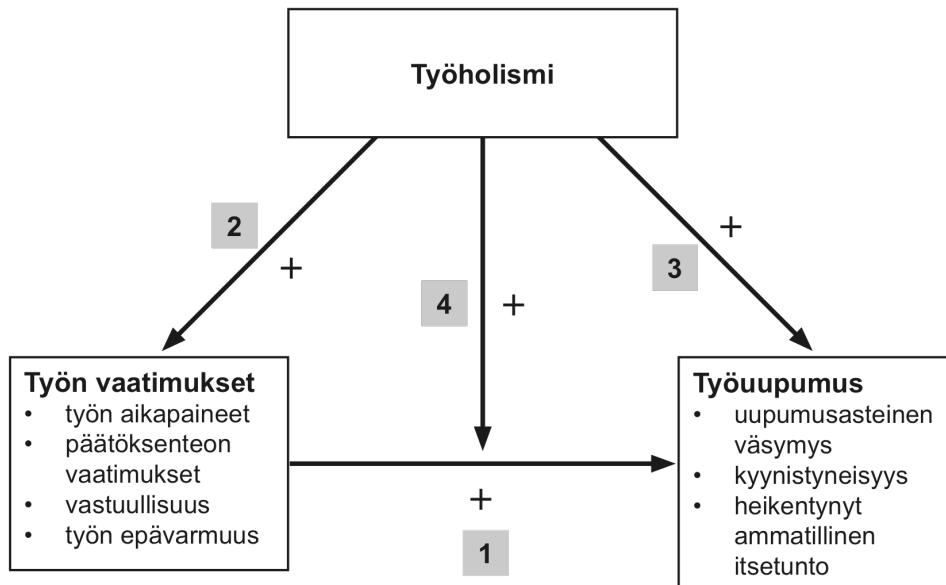 Työholismi
2
+
+
3
4
+
Työn vaatimukset
• työn aikapaineet
• päätöksenteon
vaatimukset
• vastuullisuus
• työn epävarmuus
Työuupumus
• uupumusasteinen
väsymys
• kyynistyneisyys
• heikentynyt
ammatillinen
itsetunto
+
1